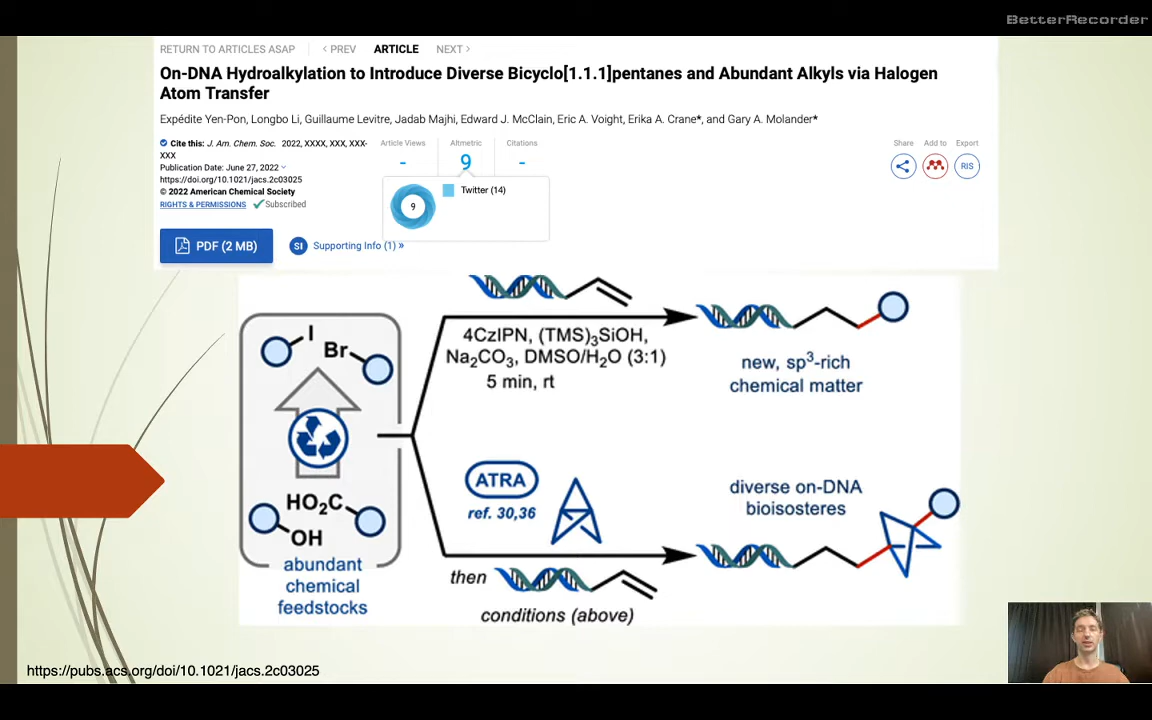 BetterRecorder
RETURN TO ARTICLES ASAP < PREV ARTICLE NEXT >
On-DNA Hydroalkylation to Introduce Diverse Bicyclo[1.1.1]pentanes and Abundant Alkyls via Halogen
Atom Transfer
Expédite Yen-Pon, Longbo Li, Guillaume Levitre, Jadab Majhi, Edward J. McClain, Eric A. Voight, Erika A. Crane*, and Gary A. Molander*
Cite this: J. Am. Chem. Soc. 2022, XXXX, XXX, XXX-
XXX
Publication Date: June 27, 2022
https://doi.org/10.1021/jacs.2c03025
© 2022 American Chemical Society
RIGHTS & PERMISSIONS Subscribed
Article Views Altmetric Citations
- 9 -
9 Twitter (14)
Share Add to Export
RIS
PDF (2 MB) SI Supporting Info (1) »
I
Br
HO₂C
OH
abundant
chemical
feedstocks
4CzIPN, (TMS)₃SiOH,
Na₂CO₃, DMSO/H₂O (3:1)
5 min, rt
new, sp³-rich
chemical matter
ATRA
ref. 30,36
then
conditions (above)
diverse on-DNA
bioisosteres
https://pubs.acs.org/doi/10.1021/jacs.2c03025